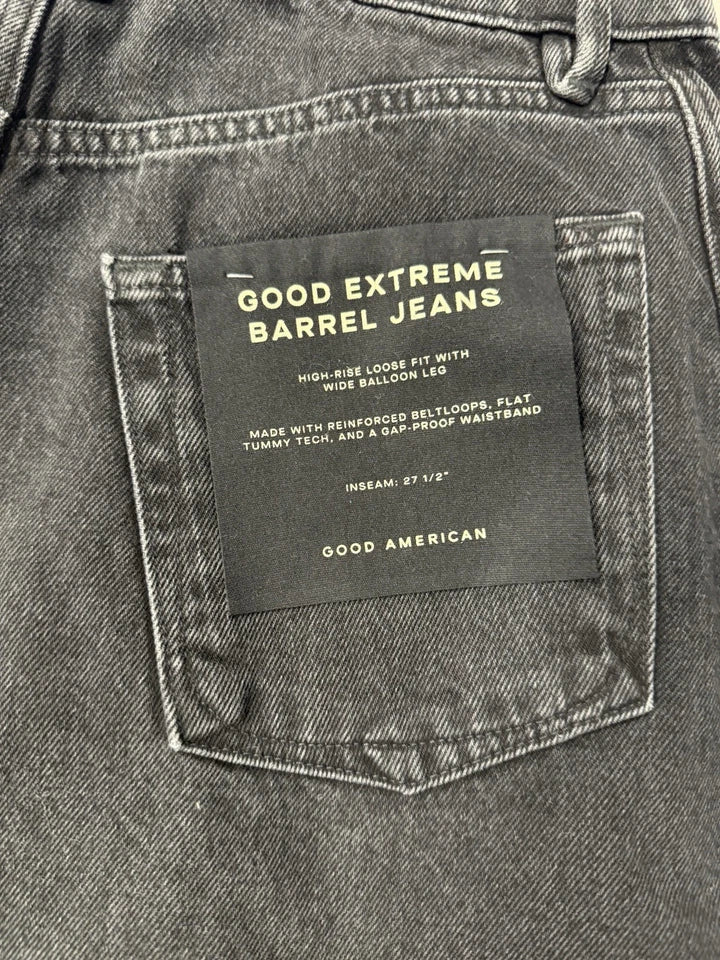 GOOD EXTREME
BARREL JEANS
HIGH-RISE LOOSE FIT WITH
WIDE BALLOON LEG
MADE WITH REINFORCED BELTLOOPS, FLAT
TUMMY TECH, AND A GAP-PROOF WAISTBAND
INSEAM: 27 1/2"
GOOD AMERICAN